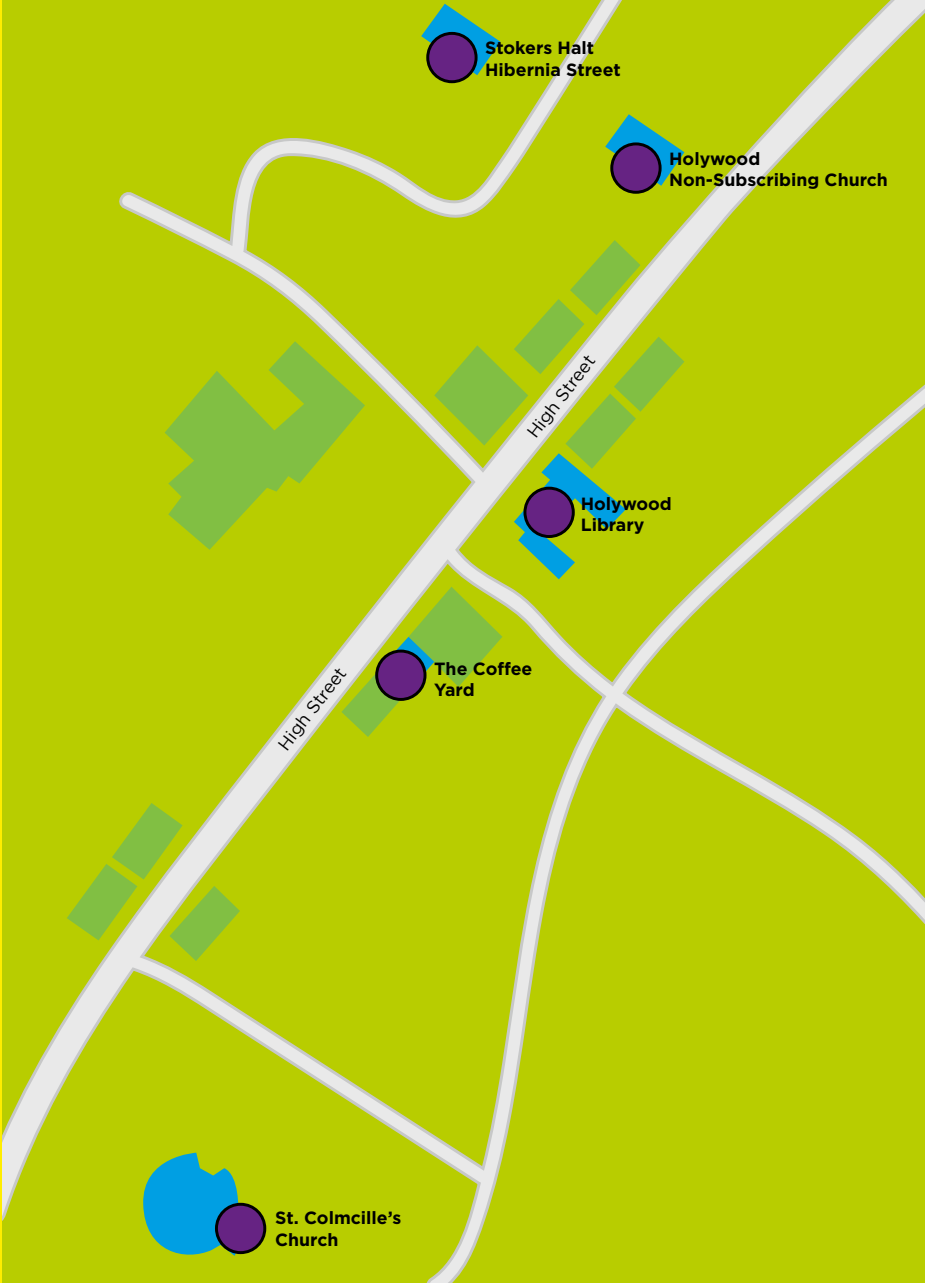 Stokers Halt
Hibernia Street
Holywood
Non-Subscribing Church
High Street
Holywood
Library
The Coffee
Yard
High Street
St. Colmcille’s
Church